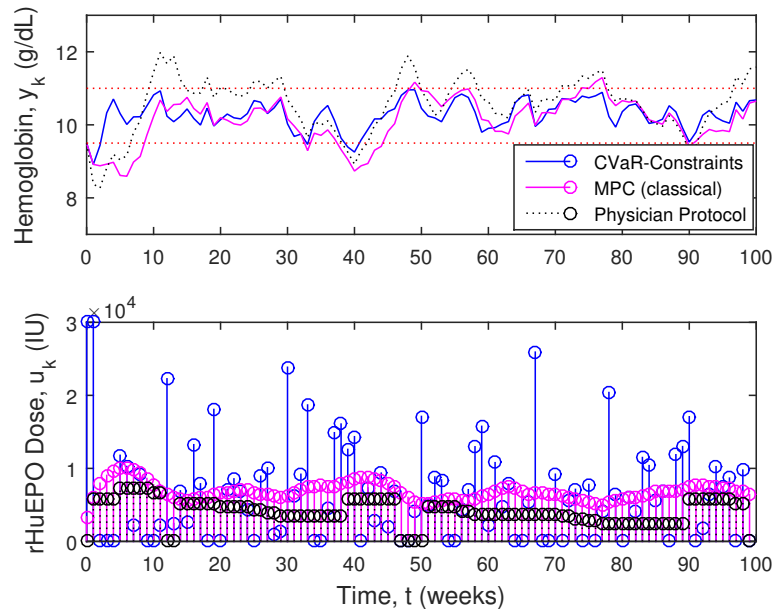 Hemoglobin, y_k (g/dL)
12
10
8
0 10 20 30 40 50 60 70 80 90 100
CVaR-Constraints
MPC (classical)
Physician Protocol
rHuEPO Dose, u_k (IU)
× 10^4
3
2
1
0
0 10 20 30 40 50 60 70 80 90 100
Time, t (weeks)